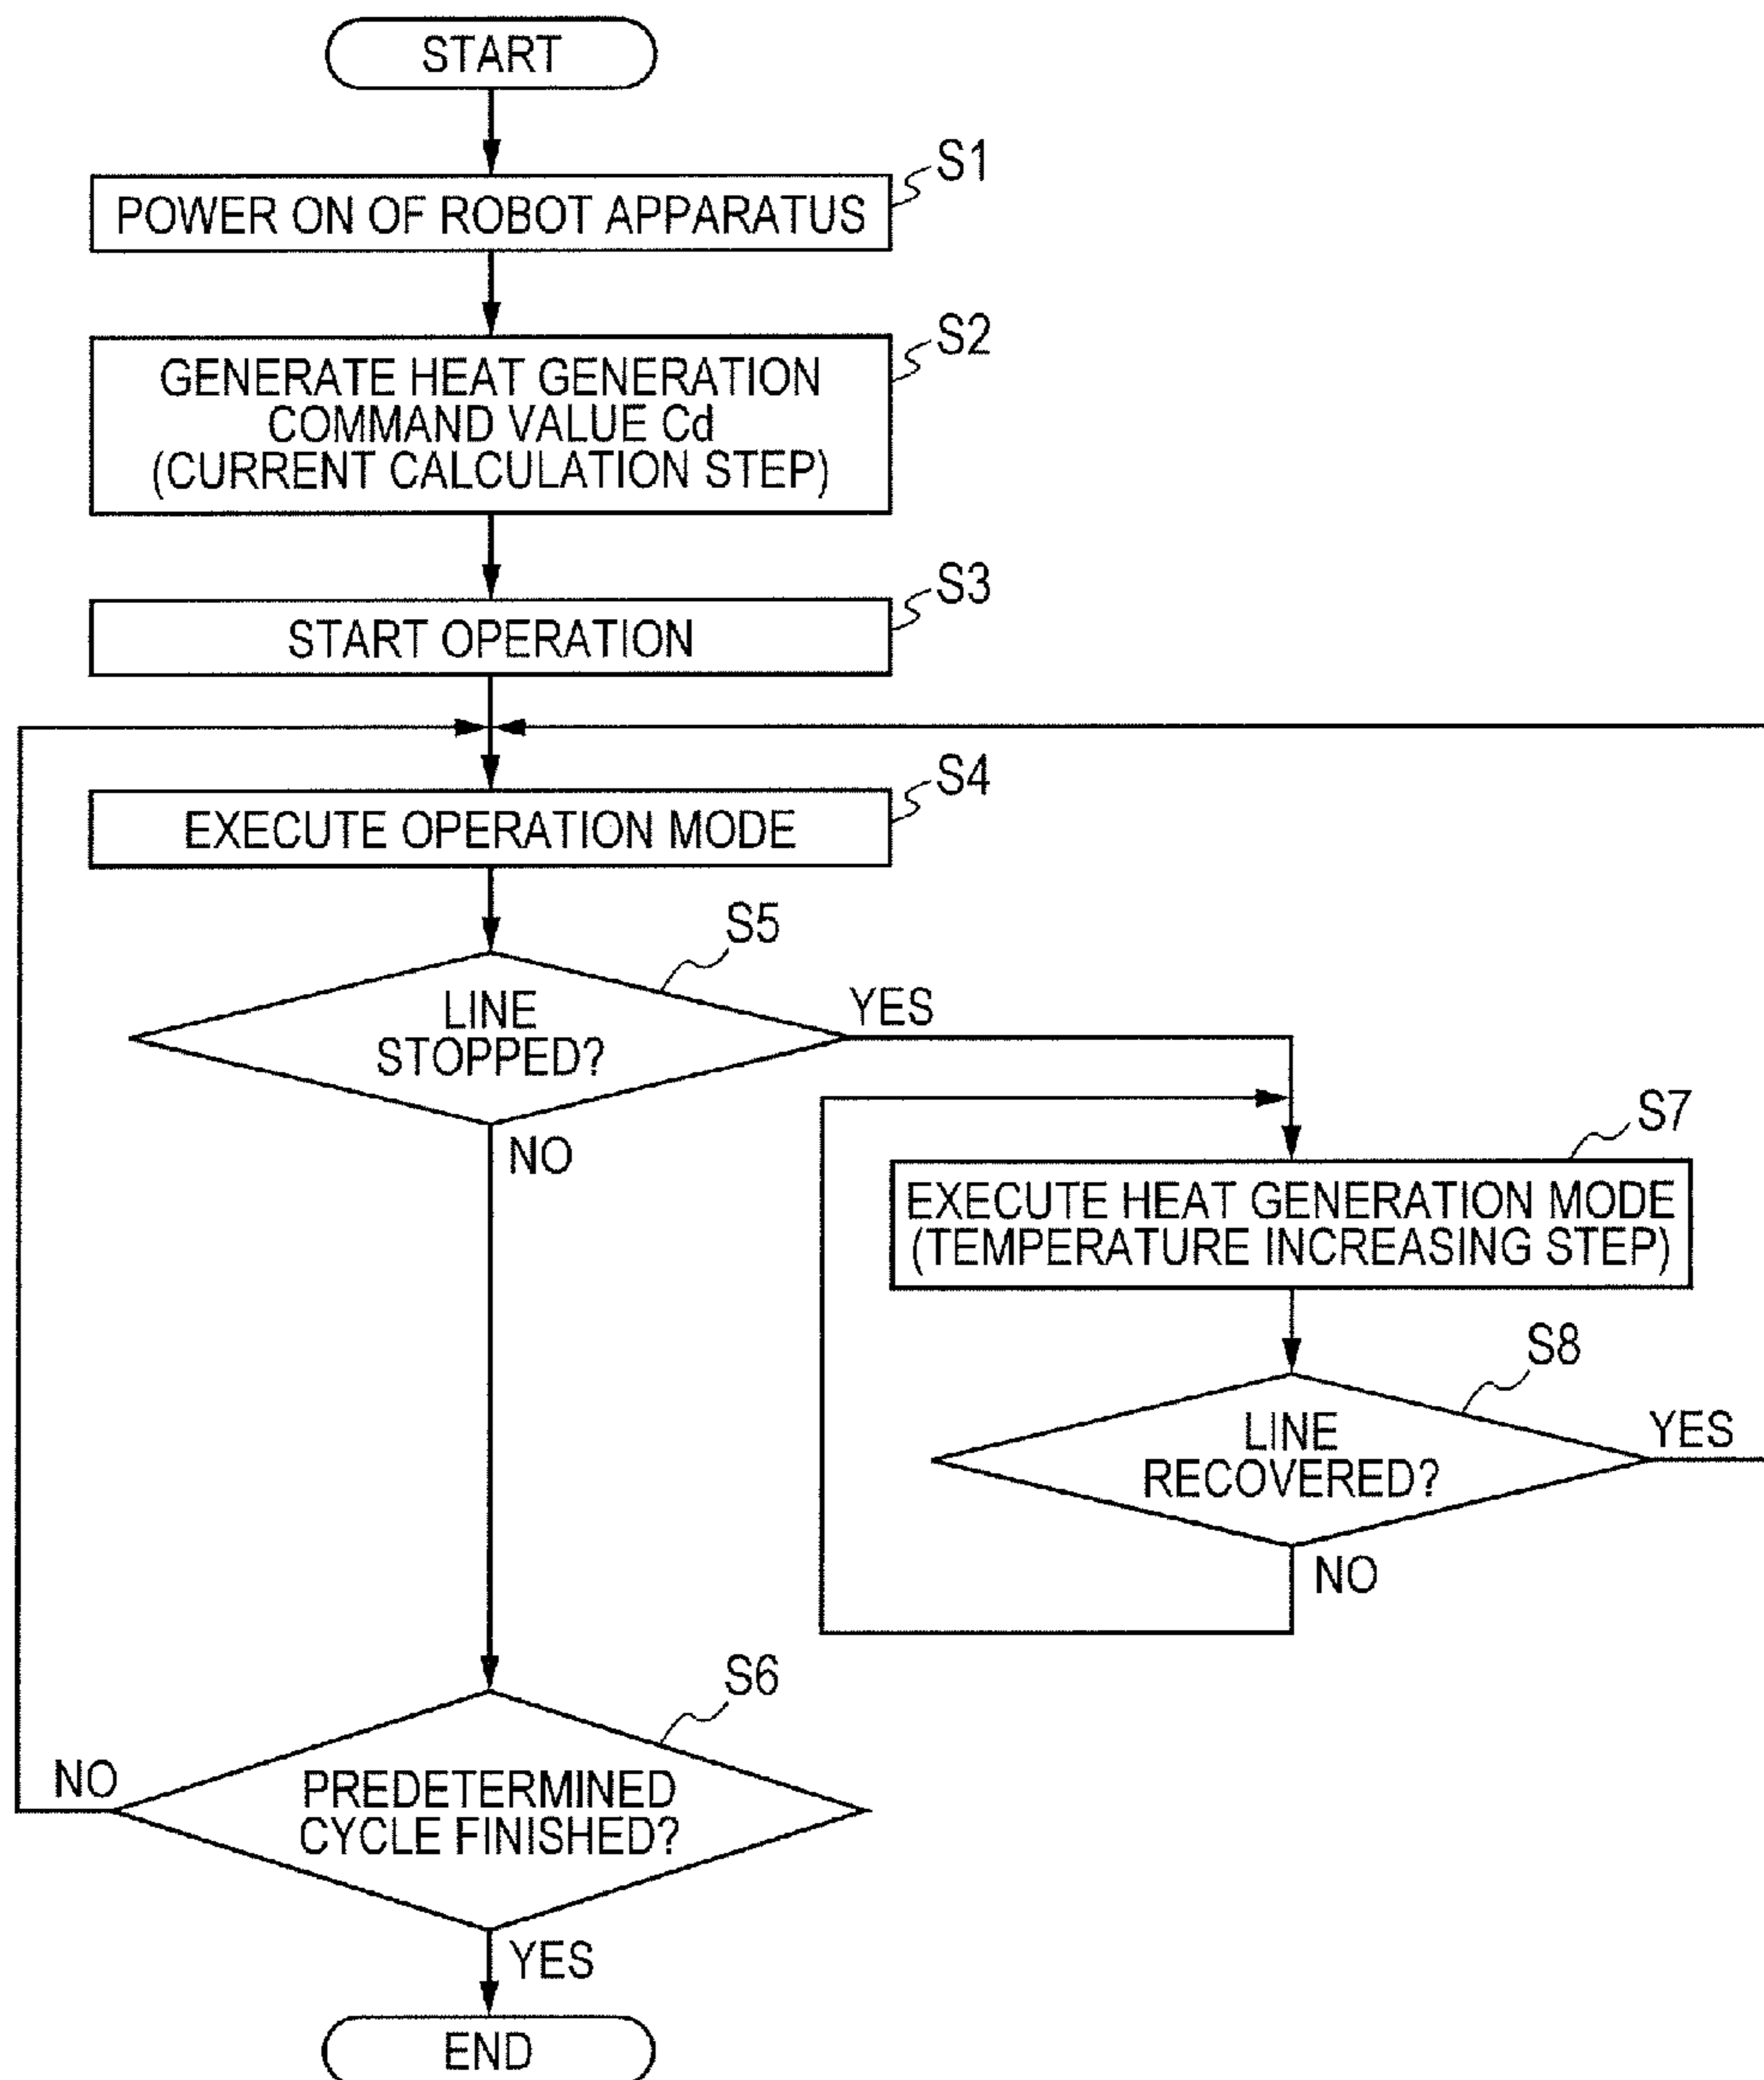 START
S1
POWER ON OF ROBOT APPARATUS
S2
GENERATE HEAT GENERATION
COMMAND VALUE Cd
(CURRENT CALCULATION STEP)
S3
START OPERATION
S4
EXECUTE OPERATION MODE
S5
LINE
STOPPED?
YES
NO
S7
EXECUTE HEAT GENERATION MODE
(TEMPERATURE INCREASING STEP)
S8
LINE
RECOVERED?
YES
NO
S6
PREDETERMINED
CYCLE FINISHED?
NO
YES
END